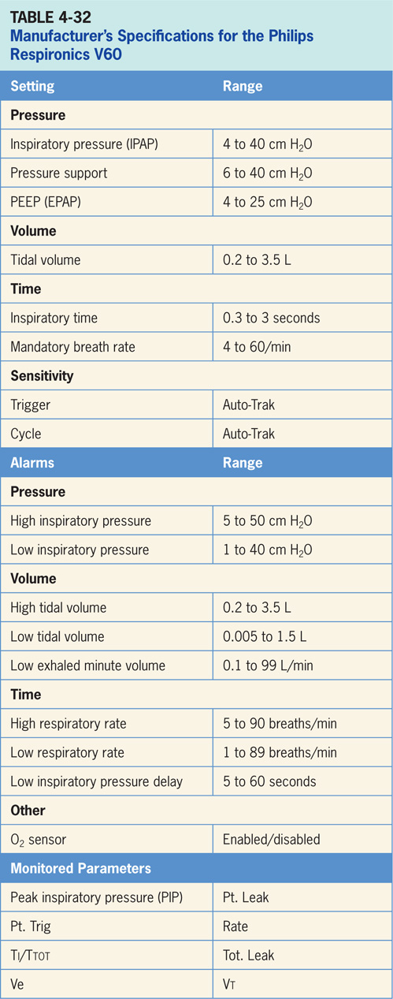 TABLE 4-32
Manufacturer's Specifications for the Philips
Respironics V60
Setting Range
Pressure
Inspiratory pressure (IPAP) 4 to 40 cm H₂O
Pressure support 6 to 40 cm H₂O
PEEP (EPAP) 4 to 25 cm H₂O
Volume
Tidal volume 0.2 to 3.5 L
Time
Inspiratory time 0.3 to 3 seconds
Mandatory breath rate 4 to 60/min
Sensitivity
Trigger Auto-Trak
Cycle Auto-Trak
Alarms Range
Pressure
High inspiratory pressure 5 to 50 cm H₂O
Low inspiratory pressure 1 to 40 cm H₂O
Volume
High tidal volume 0.2 to 3.5 L
Low tidal volume 0.005 to 1.5 L
Low exhaled minute volume 0.1 to 99 L/min
Time
High respiratory rate 5 to 90 breaths/min
Low respiratory rate 1 to 89 breaths/min
Low inspiratory pressure delay 5 to 60 seconds
Other
O₂ sensor Enabled/disabled
Monitored Parameters
Peak inspiratory pressure (PIP) Pt. Leak
Pt. Trig Rate
TI/TTOT Tot. Leak
Ve VT